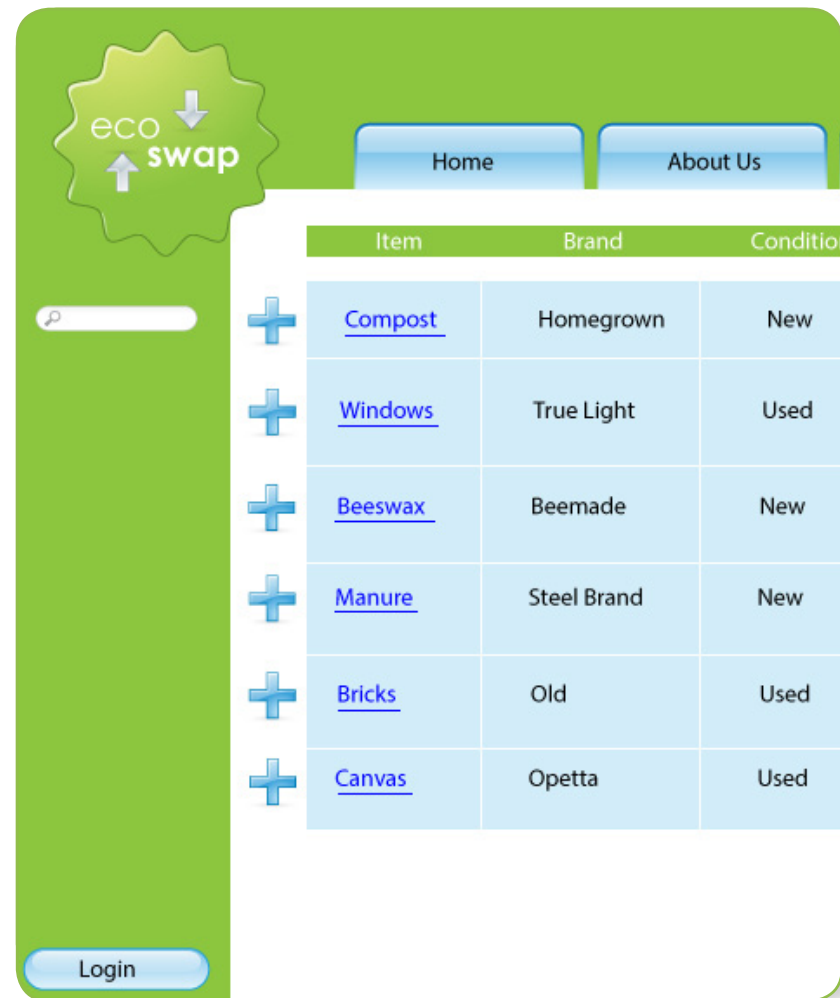 eco
swap
Home About Us
Item Brand Conditio
Compost Homegrown New
Windows True Light Used
Beeswax Beemade New
Manure Steel Brand New
Bricks Old Used
Canvas Opetta Used
Login